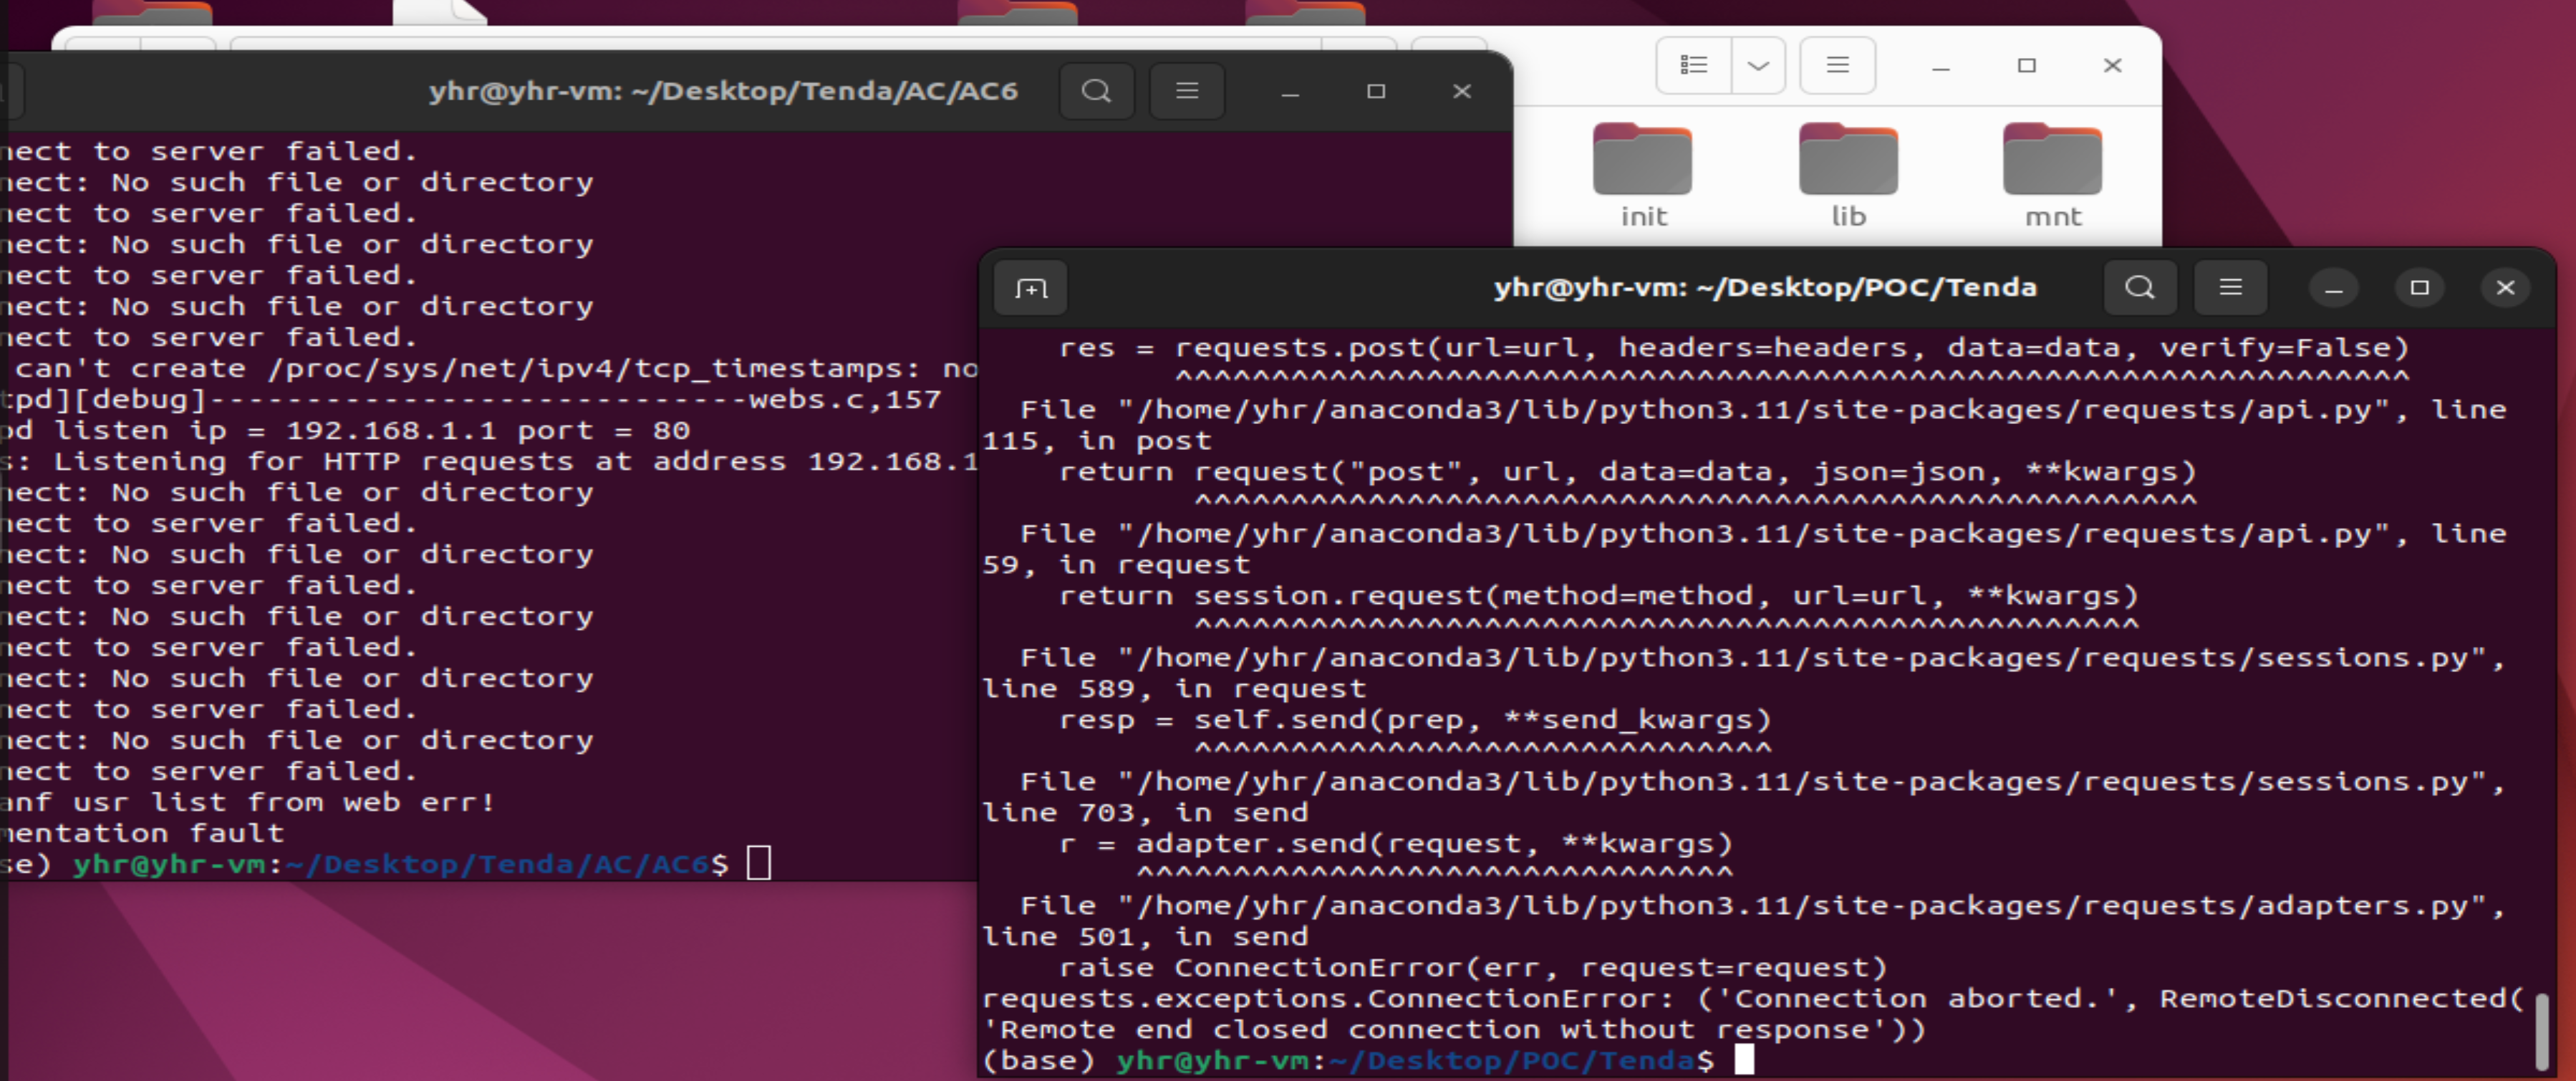 yhr@yhr-vm: ~/Desktop/Tenda/AC/AC6
nect to server failed.
nect: No such file or directory
nect to server failed.
nect: No such file or directory
nect to server failed.
nect: No such file or directory
nect to server failed.
can't create /proc/sys/net/ipv4/tcp_timestamps: no
tpd][debug]----------------------------webs.c,157
pd listen ip = 192.168.1.1 port = 80
s: Listening for HTTP requests at address 192.168.1
nect: No such file or directory
nect to server failed.
nect: No such file or directory
nect to server failed.
nect: No such file or directory
nect to server failed.
nect: No such file or directory
nect to server failed.
nect: No such file or directory
nect to server failed.
anf usr list from web err!
mentation fault
se) yhr@yhr-vm:~/Desktop/Tenda/AC/AC6$
init
lib
mnt
yhr@yhr-vm: ~/Desktop/POC/Tenda
res = requests.post(url=url, headers=headers, data=data, verify=False)
^^^^^^^^^^^^^^^^^^^^^^^^^^^^^^^^^^^^^^^^^^^^^^^^^^^^^^^^^^^^^^^^
File "/home/yhr/anaconda3/lib/python3.11/site-packages/requests/api.py", line
115, in post
return request("post", url, data=data, json=json, **kwargs)
^^^^^^^^^^^^^^^^^^^^^^^^^^^^^^^^^^^^^^^^^^^^^^^^^^^^
File "/home/yhr/anaconda3/lib/python3.11/site-packages/requests/api.py", line
59, in request
return session.request(method=method, url=url, **kwargs)
^^^^^^^^^^^^^^^^^^^^^^^^^^^^^^^^^^^^^^^^^^^^^^^^^
File "/home/yhr/anaconda3/lib/python3.11/site-packages/requests/sessions.py",
line 589, in request
resp = self.send(prep, **send_kwargs)
^^^^^^^^^^^^^^^^^^^^^^^^^^^^^^
File "/home/yhr/anaconda3/lib/python3.11/site-packages/requests/sessions.py",
line 703, in send
r = adapter.send(request, **kwargs)
^^^^^^^^^^^^^^^^^^^^^^^^^^^^^^^
File "/home/yhr/anaconda3/lib/python3.11/site-packages/requests/adapters.py",
line 501, in send
raise ConnectionError(err, request=request)
requests.exceptions.ConnectionError: ('Connection aborted.', RemoteDisconnected(
'Remote end closed connection without response'))
(base) yhr@yhr-vm:~/Desktop/POC/Tenda$